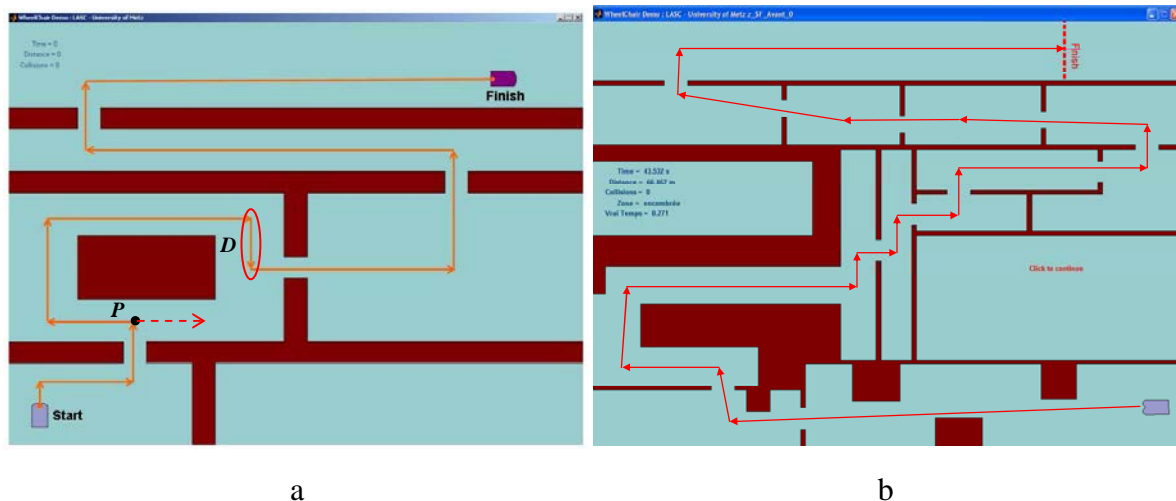 WheelChair Demo : LASC - University of Metz
Time = 0
Distance = 0
Collisions = 0
Finish
D
P
Start
a
WheelChair Demo : LASC - University of Metz z_SF_Avant_0
Finish
Time = 43.532 s
Distance = 66.462 m
Collisions = 0
Zone = encombrée
Vrai Temps = 0.271
Click to continue
b